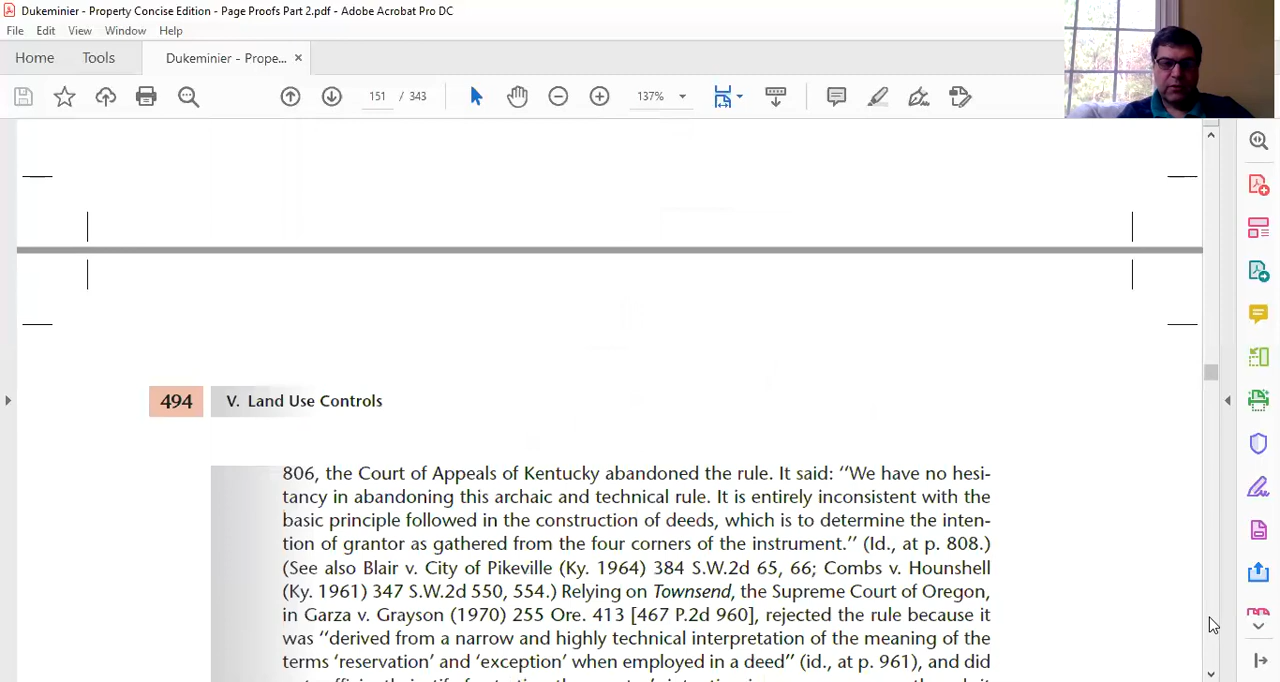 Dukeminier - Property Concise Edition - Page Proofs Part 2.pdf - Adobe Acrobat Pro DC
File Edit View Window Help
Home Tools Dukeminier - Prope... ×
151 / 343 137%
494 V. Land Use Controls
806, the Court of Appeals of Kentucky abandoned the rule. It said: ‘‘We have no hesi-
tancy in abandoning this archaic and technical rule. It is entirely inconsistent with the
basic principle followed in the construction of deeds, which is to determine the inten-
tion of grantor as gathered from the four corners of the instrument.’’ (Id., at p. 808.)
(See also Blair v. City of Pikeville (Ky. 1964) 384 S.W.2d 65, 66; Combs v. Hounshell
(Ky. 1961) 347 S.W.2d 550, 554.) Relying on Townsend, the Supreme Court of Oregon,
in Garza v. Grayson (1970) 255 Ore. 413 [467 P.2d 960], rejected the rule because it
was ‘‘derived from a narrow and highly technical interpretation of the meaning of the
terms ‘reservation’ and ‘exception’ when employed in a deed’’ (id., at p. 961), and did